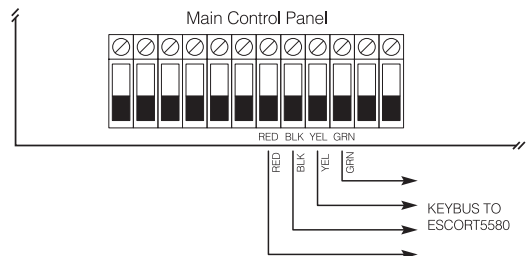 Main Control Panel
RED BLK YEL GRN
RED
BLK
YEL
GRN
KEYBUS TO
ESCORT5580